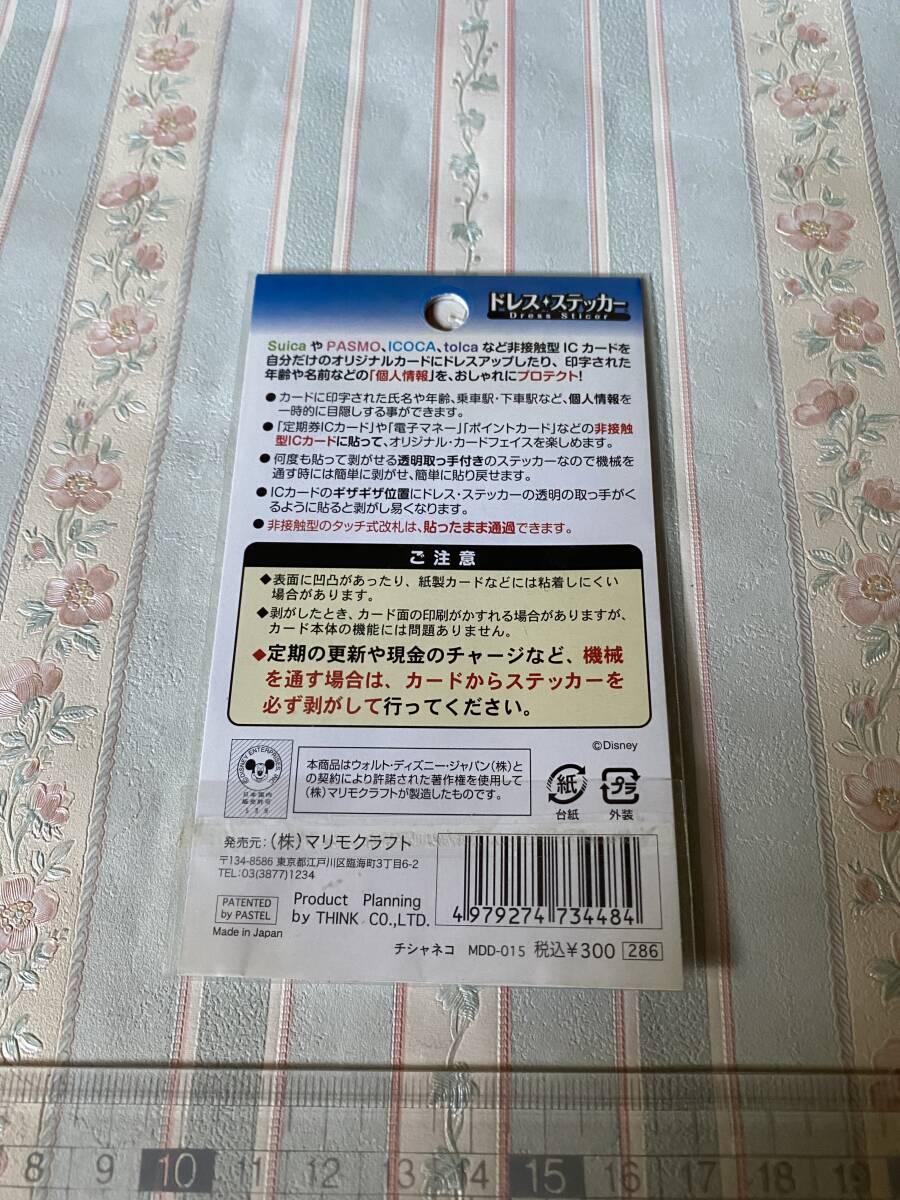 ドレス✦ステッカー
Dress Sticor
Suica や PASMO、ICOCA、toIca など非接触型 IC カードを
自分だけのオリジナルカードにドレスアップしたり、印字された
年齢や名前などの「個人情報」を、おしゃれにプロテクト!
●カードに印字された氏名や年齢、乗車駅・下車駅など、個人情報を
一時的に目隠しする事ができます。
●「定期券ICカード」や「電子マネー」「ポイントカード」などの非接触
型ICカードに貼って、オリジナル・カードフェイスを楽しめます。
●何度も貼って剥がせる透明取っ手付きのステッカーなので機械を
通す時には簡単に剥がせ、簡単に貼り戻せます。
●ICカードのギザギザ位置にドレス・ステッカーの透明の取っ手がく
るように貼ると剥がし易くなります。
●非接触型のタッチ式改札は、貼ったまま通過できます。
ご注意
◆表面に凹凸があったり、紙製カードなどには粘着しにくい
場合があります。
◆剥がしたとき、カード面の印刷がかすれる場合がありますが、
カード本体の機能には問題ありません。
◆定期の更新や現金のチャージなど、機械
を通す場合は、カードからステッカーを
必ず剥がして行ってください。
©Disney
©DISNEY ENTERPRISES, INC.
日本国内
販売許可
本商品はウォルト・ディズニー・ジャパン(株)と
の契約により許諾された著作権を使用して
(株)マリモクラフトが製造したものです。
紙
台紙
プラ
外装
発売元:(株)マリモクラフト
〒134-8586 東京都江戸川区臨海町3丁目6-2
TEL:03(3877)1234
PATENTED
by PASTEL
Made in Japan
Product Planning
by THINK CO.,LTD.
4 979274 734484
チシャネコ MDD-015 税込¥300 286
8 9 10 11 12 13 14 15 16 17 18 19